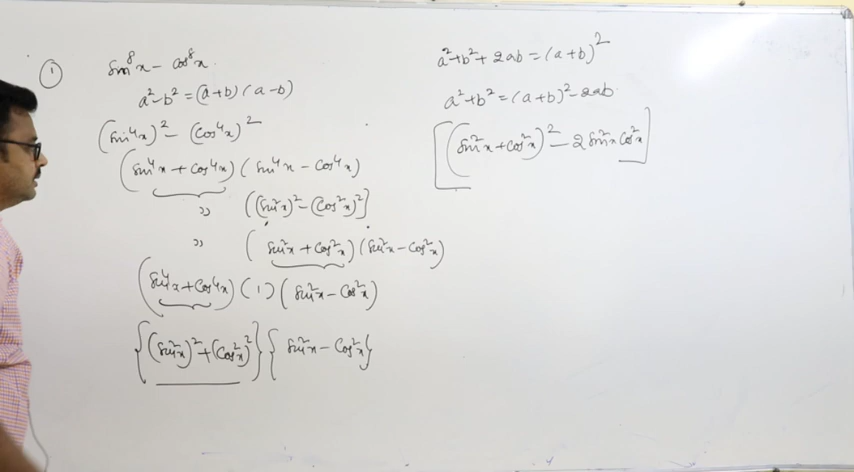 ① sin⁸x − cos⁸x
a² − b² = (a+b)(a−b)
(sin⁴x)² − (cos⁴x)²
(sin⁴x + cos⁴x)(sin⁴x − cos⁴x)
” ((sin²x)² − (cos²x)²]
” (sin²x + cos²x)(sin²x − cos²x)
(sin⁴x + cos⁴x)(1)(sin²x − cos²x)
{(sin²x)² + (cos²x)²}{sin²x − cos²x}
a² + b² + 2ab = (a+b)²
a² + b² = (a+b)² − 2ab
[(sin²x + cos²x)² − 2 sin²x cos²x]